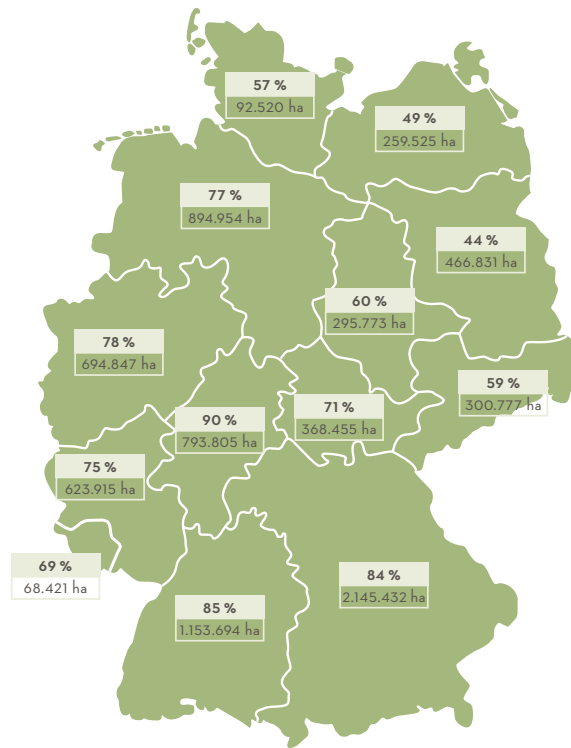 57 %
92.520 ha
49 %
259.525 ha
77 %
894.954 ha
44 %
466.831 ha
60 %
295.773 ha
78 %
694.847 ha
59 %
300.777 ha
90 %
793.805 ha
71 %
368.455 ha
75 %
623.915 ha
69 %
68.421 ha
84 %
2.145.432 ha
85 %
1.153.694 ha